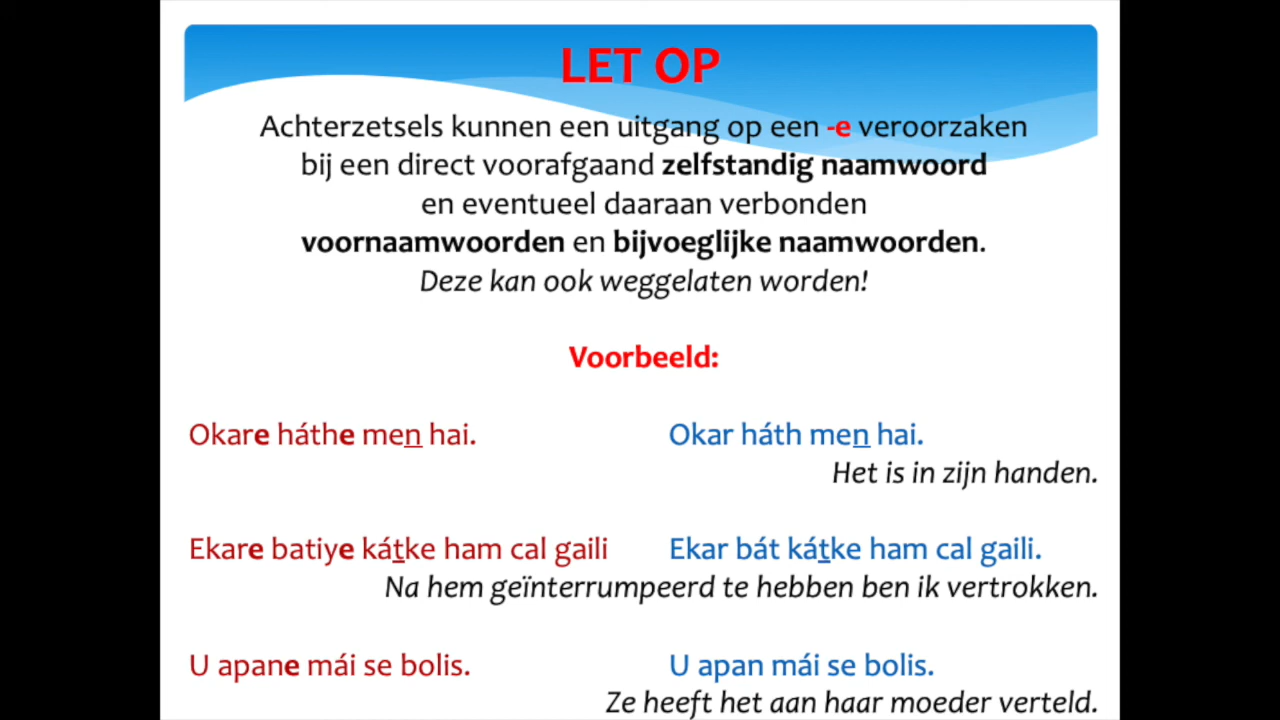 LET OP
Achterzetsels kunnen een uitgang op een -e veroorzaken
bij een direct voorafgaand zelfstandig naamwoord
en eventueel daaraan verbonden
voornaamwoorden en bijvoeglijke naamwoorden.
Deze kan ook weggelaten worden!
Voorbeeld:
Okare háthe men hai. Okar háth men hai.
Het is in zijn handen.
Ekare batiye kátke ham cal gaili Ekar bát kátke ham cal gaili.
Na hem geïnterrumpeerd te hebben ben ik vertrokken.
U apane mái se bolis. U apan mái se bolis.
Ze heeft het aan haar moeder verteld.